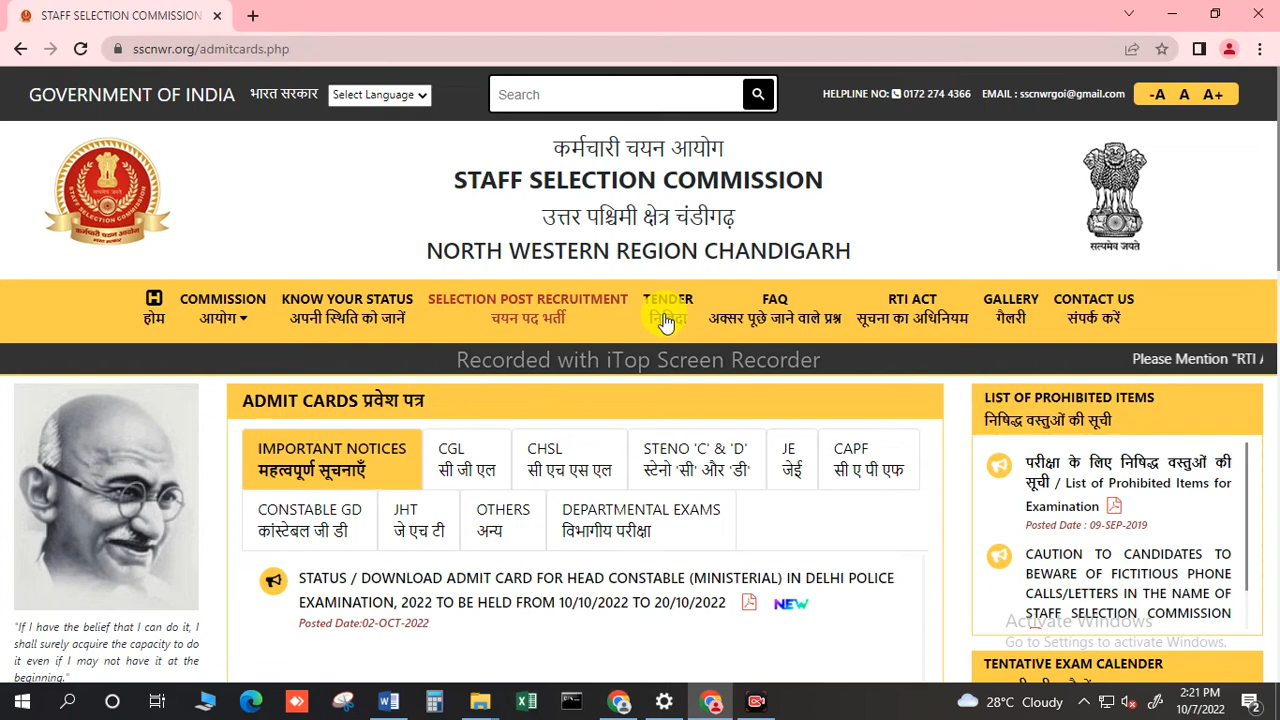 STAFF SELECTION COMMISSION
sscnwr.org/admitcards.php
GOVERNMENT OF INDIA भारत सरकार Select Language Search HELPLINE NO: 0172 274 4366 EMAIL : sscnwrgoi@gmail.com -A A A+
कर्मचारी चयन आयोग
STAFF SELECTION COMMISSION
उत्तर पश्चिमी क्षेत्र चंडीगढ़
NORTH WESTERN REGION CHANDIGARH
सत्यमेव जयते
H COMMISSION KNOW YOUR STATUS SELECTION POST RECRUITMENT TENDER FAQ RTI ACT GALLERY CONTACT US
होम आयोग अपनी स्थिति को जानें चयन पद भर्ती निविदा अक्सर पूछे जाने वाले प्रश्न सूचना का अधिनियम गैलरी संपर्क करें
Recorded with iTop Screen Recorder Please Mention "RTI A
ADMIT CARDS प्रवेश पत्र
IMPORTANT NOTICES CGL CHSL STENO 'C' & 'D' JE CAPF
महत्वपूर्ण सूचनाएँ सी जी एल सी एच एस एल स्टेनो 'सी' और 'डी' जेई सी ए पी एफ
CONSTABLE GD JHT OTHERS DEPARTMENTAL EXAMS
कांस्टेबल जी डी जे एच टी अन्य विभागीय परीक्षा
STATUS / DOWNLOAD ADMIT CARD FOR HEAD CONSTABLE (MINISTERIAL) IN DELHI POLICE
EXAMINATION, 2022 TO BE HELD FROM 10/10/2022 TO 20/10/2022 NEW
Posted Date:02-OCT-2022
"If I have the belief that I can do it, I
shall surely acquire the capacity to do
it even if I may not have it at the
beginning."
LIST OF PROHIBITED ITEMS
निषिद्ध वस्तुओं की सूची
परीक्षा के लिए निषिद्ध वस्तुओं की
सूची / List of Prohibited Items for
Examination
Posted Date : 09-SEP-2019
CAUTION TO CANDIDATES TO
BEWARE OF FICTITIOUS PHONE
CALLS/LETTERS IN THE NAME OF
STAFF SELECTION COMMISSION
Activate Windows
Go to Settings to activate Windows.
TENTATIVE EXAM CALENDER
28°C Cloudy 2:21 PM
10/7/2022 2